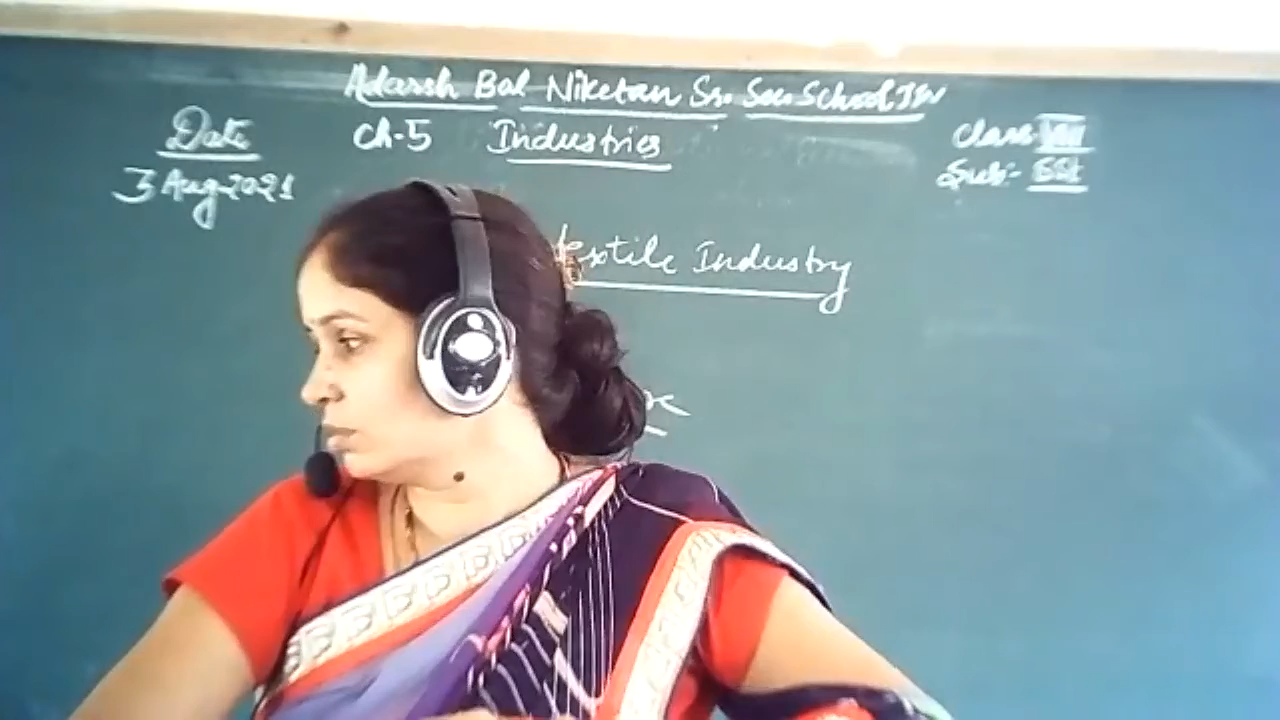 Adarsh Bal Niketan Sr. Sec. School JSN
Date Ch-5 Industries Class VIII
3 Aug 2021 Sub:- SSt
Textile Industry